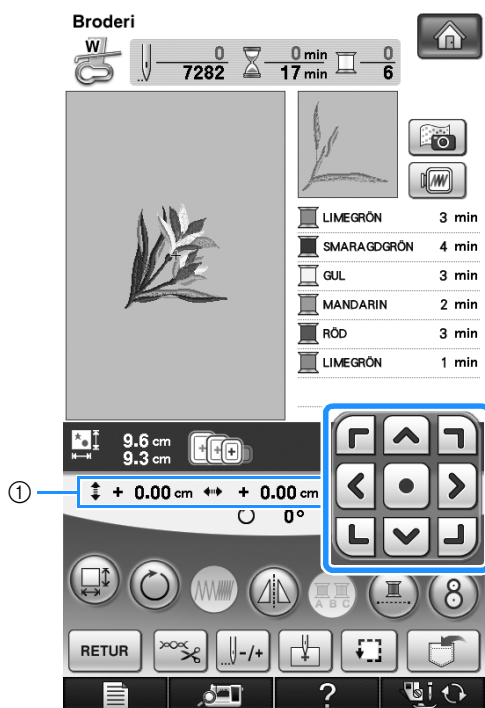 Broderi
W
0 0 min 0
7282 17 min 6
LIMEGRÖN 3 min
SMARAGDGRÖN 4 min
GUL 3 min
MANDARIN 2 min
RÖD 3 min
LIMEGRÖN 1 min
9.6 cm
9.3 cm
1 + 0.00 cm + 0.00 cm
0°
A B C
8
RETUR -/+
?